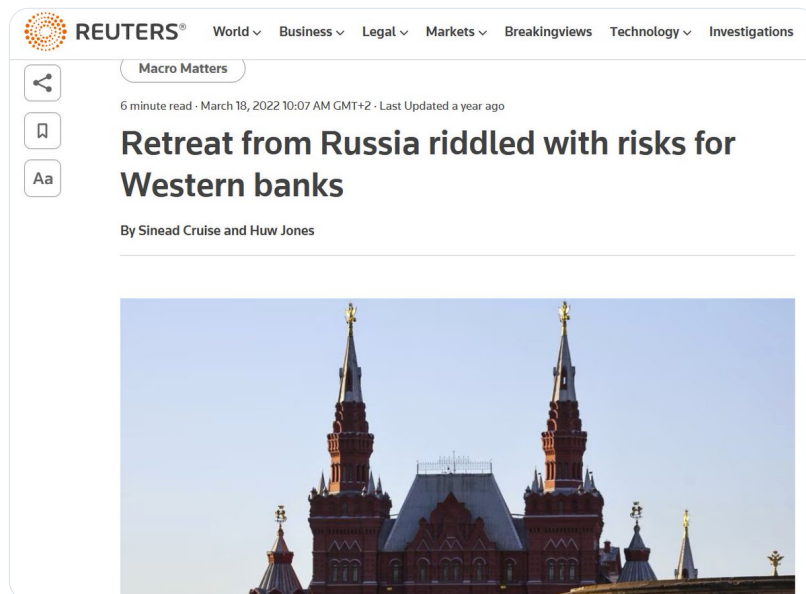 REUTERS®
World Business Legal Markets Breakingviews Technology Investigations
Macro Matters
6 minute read · March 18, 2022 10:07 AM GMT+2 · Last Updated a year ago
Retreat from Russia riddled with risks for
Western banks
Aa
By Sinead Cruise and Huw Jones